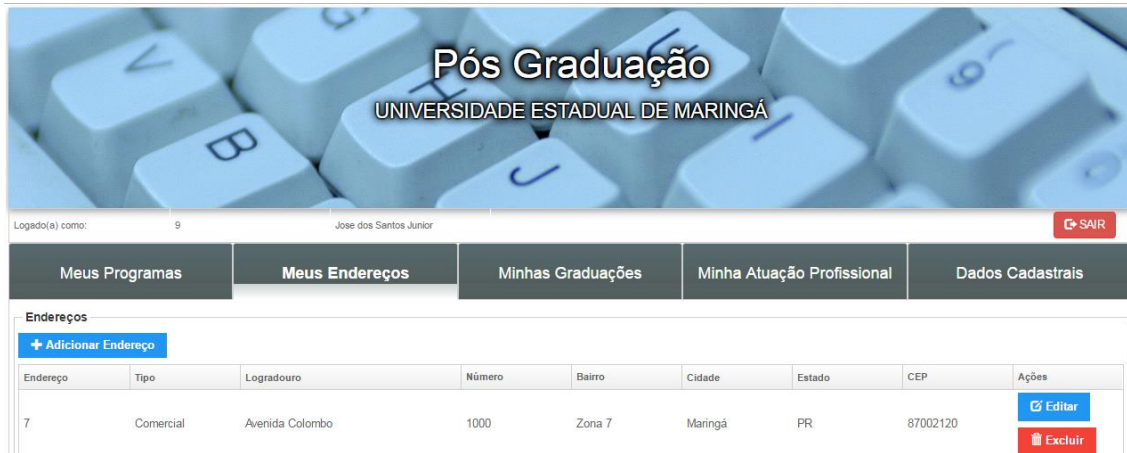 Pós Graduação
UNIVERSIDADE ESTADUAL DE MARINGÁ
Logado(a) como: 9 Jose dos Santos Junior SAIR
Meus Programas Meus Endereços Minhas Graduações Minha Atuação Profissional Dados Cadastrais
Endereços
Adicionar Endereço
Endereço Tipo Logradouro Número Bairro Cidade Estado CEP Ações
7 Comercial Avenida Colombo 1000 Zona 7 Maringá PR 87002120 Editar
Excluir